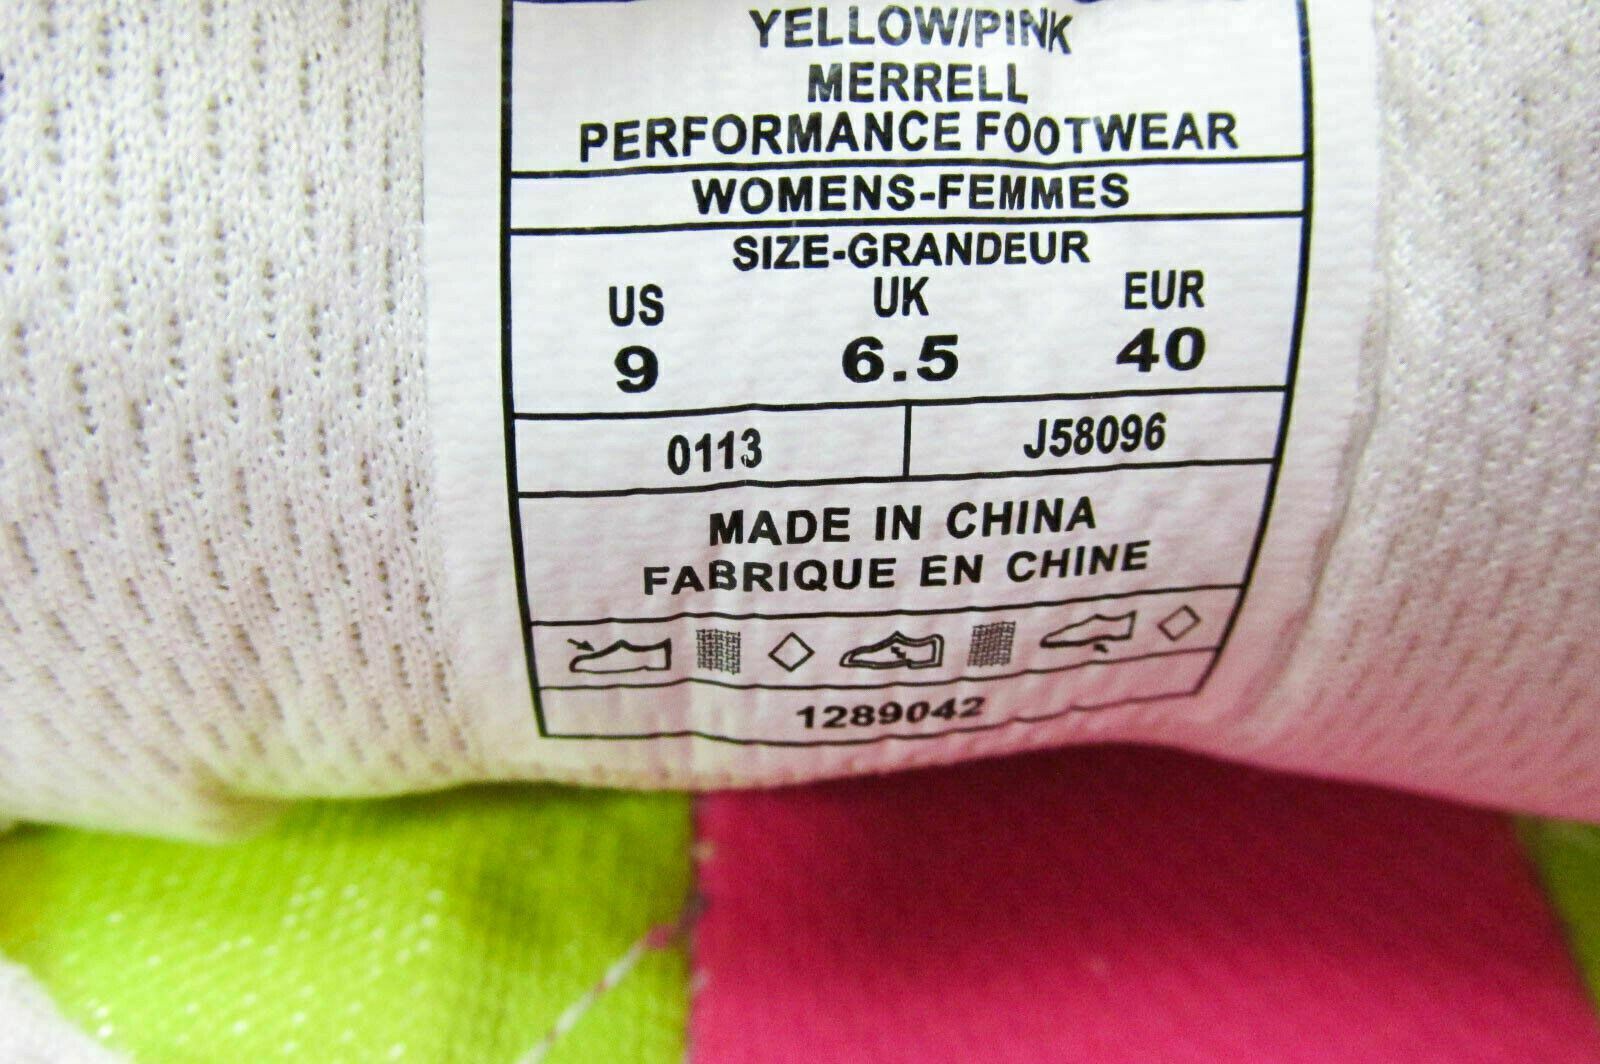 YELLOW/PINK
MERRELL
PERFORMANCE FOOTWEAR
WOMENS-FEMMES
SIZE-GRANDEUR
US UK EUR
9 6.5 40
0113 J58096
MADE IN CHINA
FABRIQUE EN CHINE
1289042